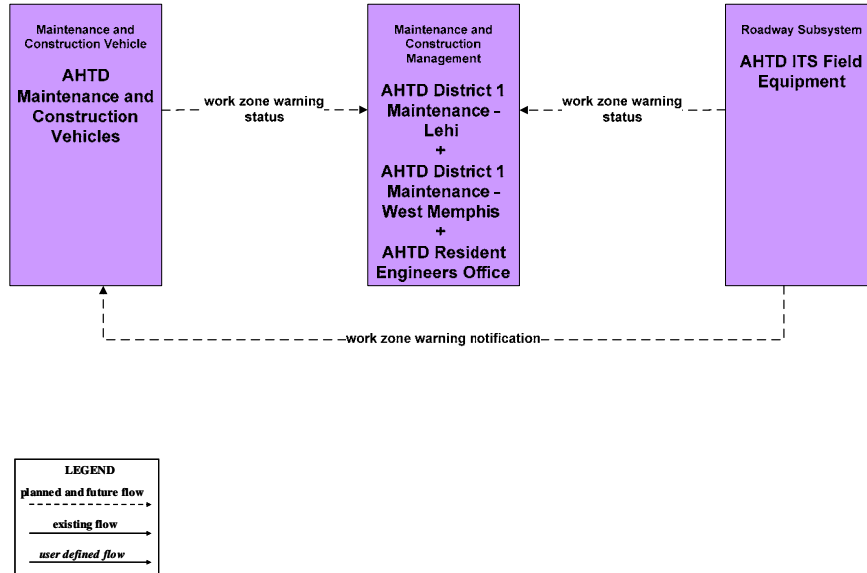 Maintenance and
Construction Vehicle
AHTD
Maintenance and
Construction
Vehicles
work zone warning
status
Maintenance and
Construction
Management
AHTD District 1
Maintenance -
Lehi
+
AHTD District 1
Maintenance -
West Memphis
+
AHTD Resident
Engineers Office
work zone warning
status
Roadway Subsystem
AHTD ITS Field
Equipment
work zone warning notification
LEGEND
planned and future flow
existing flow
user defined flow